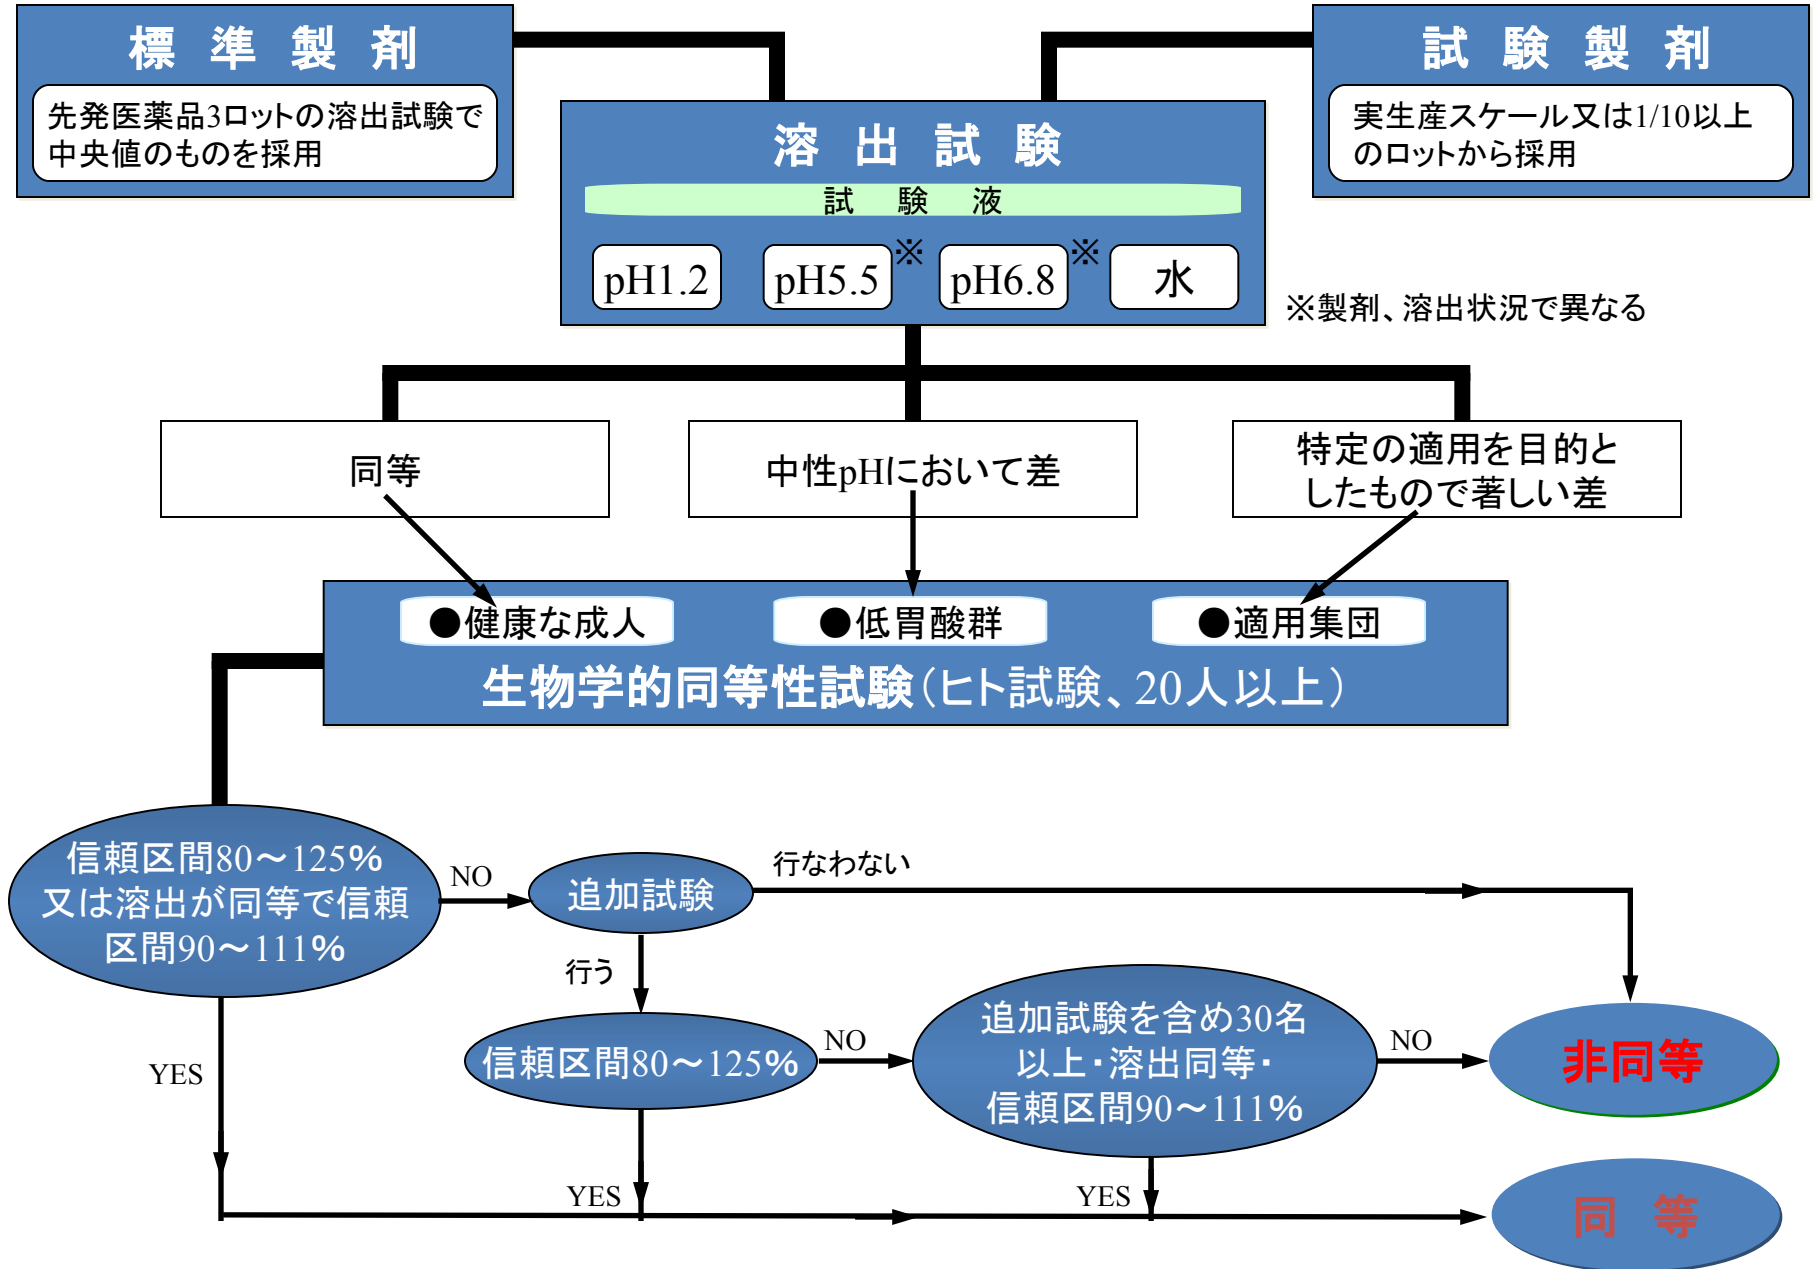 標準製剤
先発医薬品3ロットの溶出試験で
中央値のものを採用
試験製剤
実生産スケール又は1/10以上
のロットから採用
溶出試験
試験液
pH1.2 pH5.5※ pH6.8※ 水
※製剤、溶出状況で異なる
同等
中性pHにおいて差
特定の適用を目的と
したもので著しい差
●健康な成人
●低胃酸群
●適用集団
生物学的同等性試験(ヒト試験、20人以上)
信頼区間80～125%
又は溶出が同等で信頼
区間90～111%
NO
追加試験
行なわない
行う
YES
信頼区間80～125%
NO
追加試験を含め30名
以上・溶出同等・
信頼区間90～111%
NO
非同等
YES
YES
同等